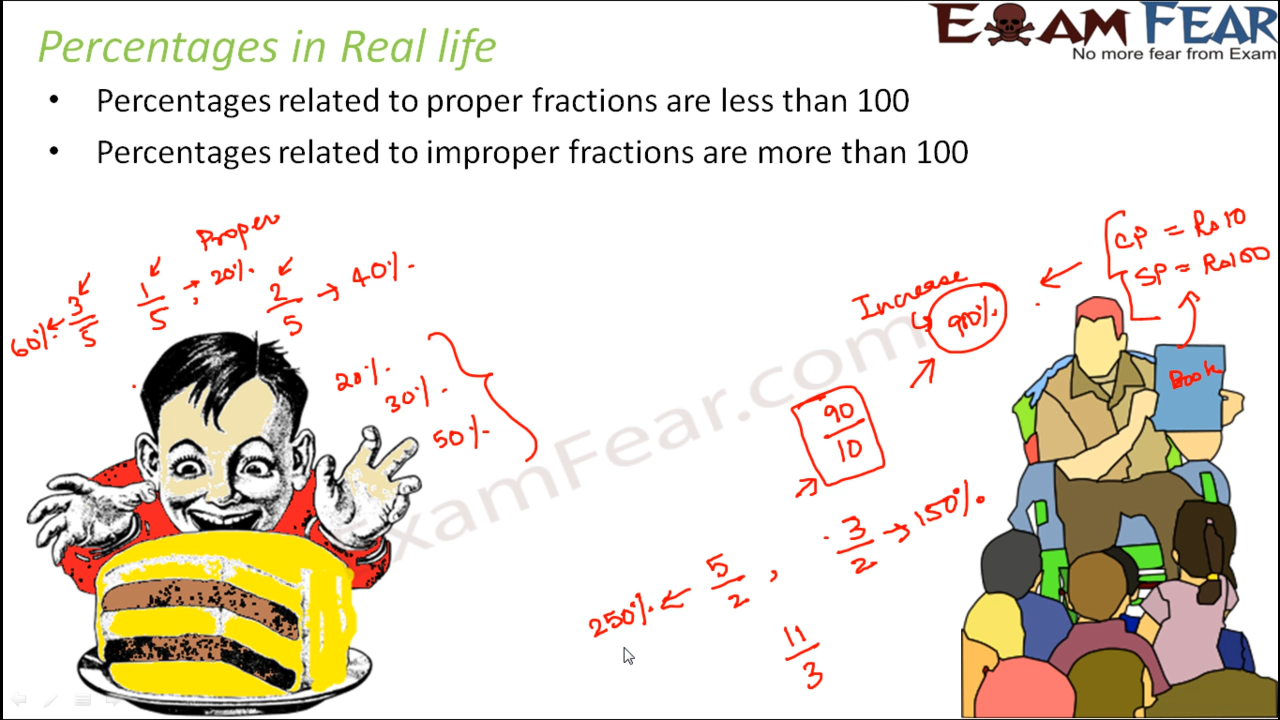 Percentages in Real life
EXAM FEAR
No more fear from Exam
• Percentages related to proper fractions are less than 100
• Percentages related to improper fractions are more than 100
Proper
60% ← 3/5 1/5 → 20% , 2/5 → 40%
20%
30%
50%
CP = Rs 10
SP = Rs 100
Increase
↳ 900%
Book
90/10
250% ← 5/2 , 3/2 → 150%
11/3
ExamFear.com